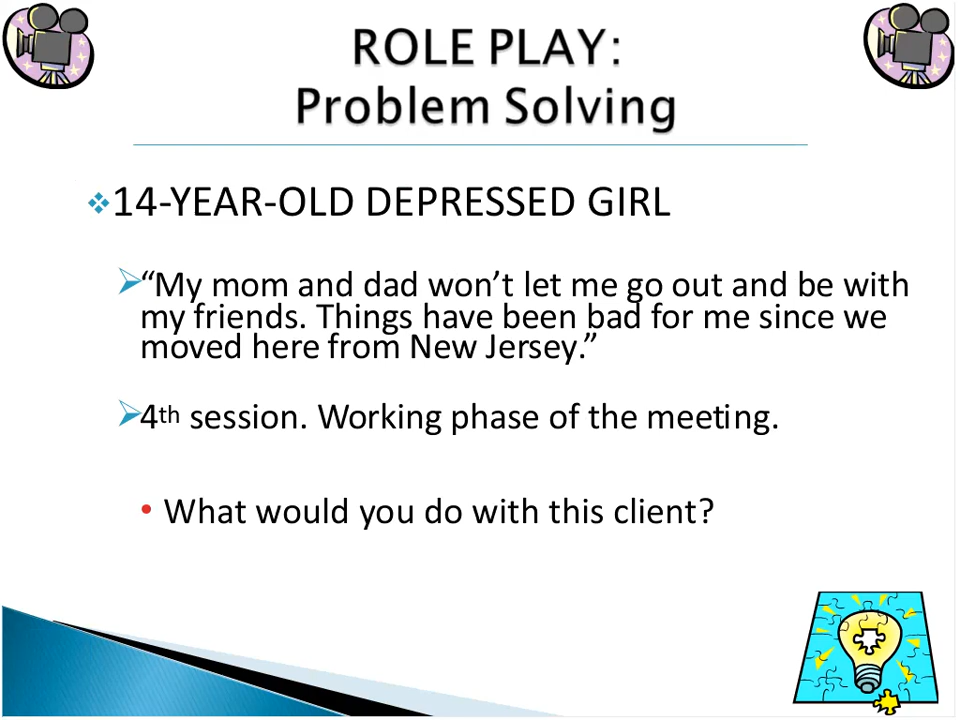 ROLE PLAY:
Problem Solving
14-YEAR-OLD DEPRESSED GIRL
“My mom and dad won’t let me go out and be with
my friends. Things have been bad for me since we
moved here from New Jersey.”
4th session. Working phase of the meeting.
• What would you do with this client?